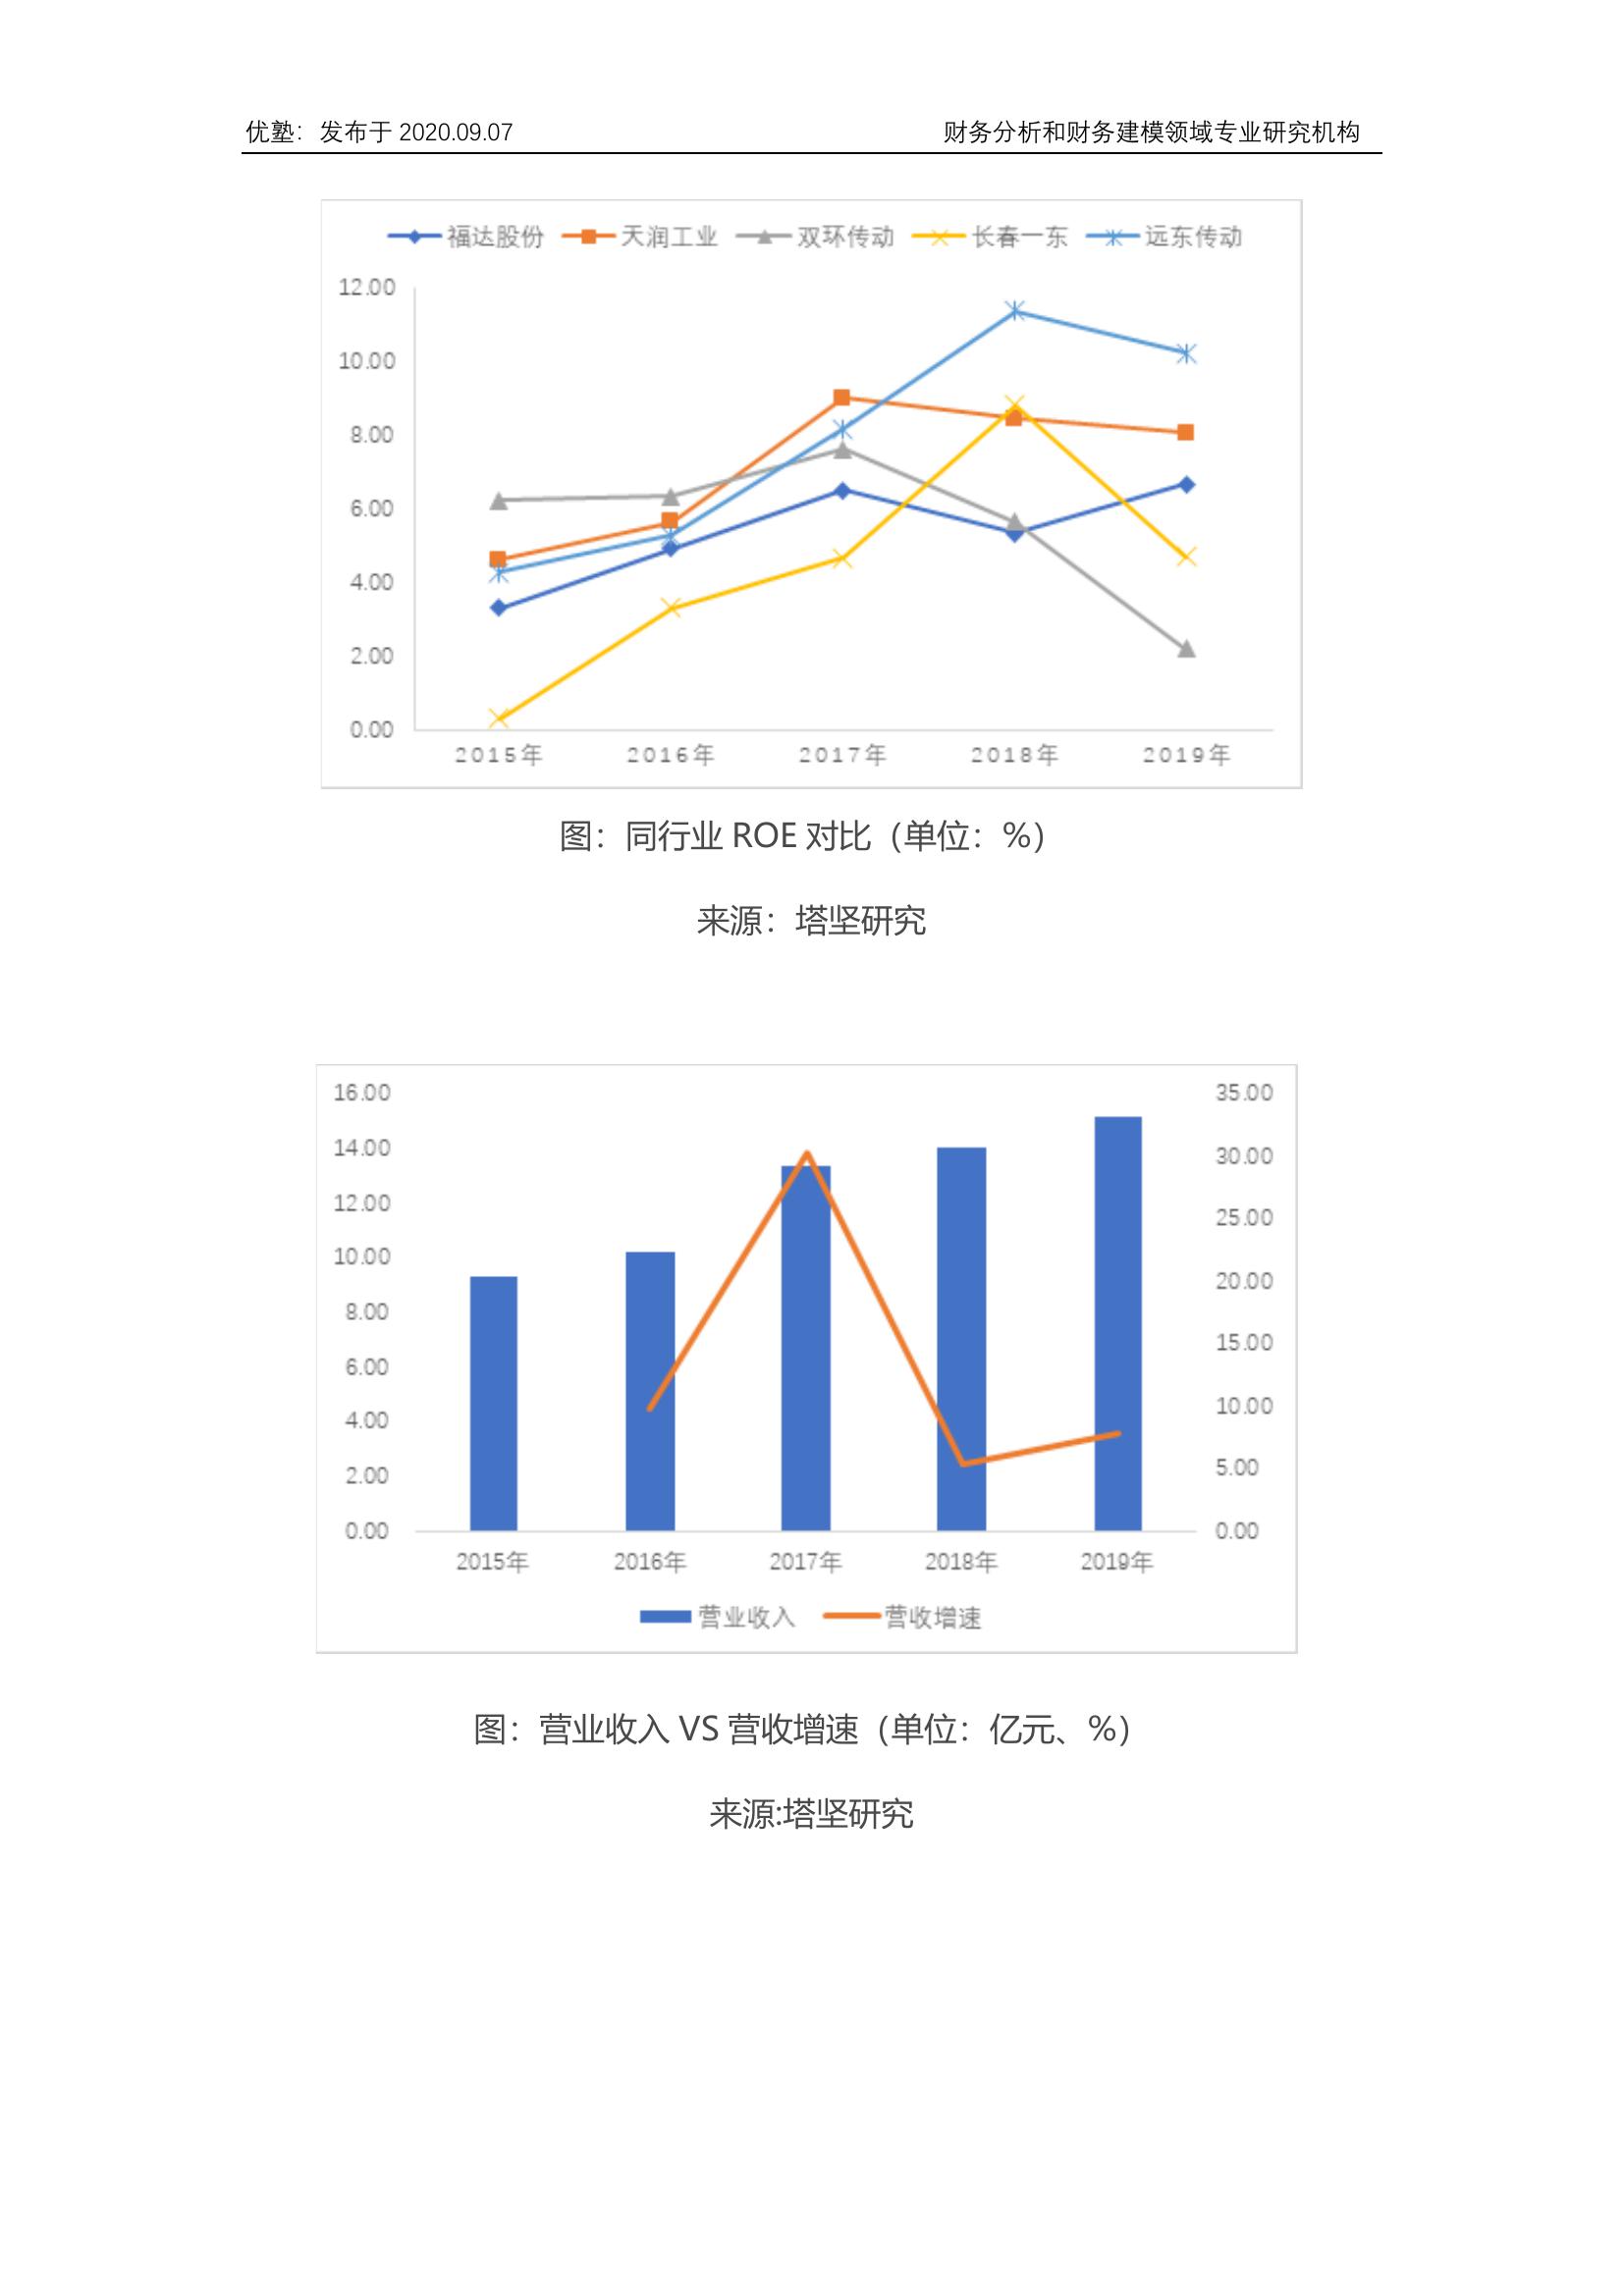 优塾：发布于 2020.09.07 财务分析和财务建模领域专业研究机构
福达股份 天润工业 双环传动 长春一东 远东传动
12.00
10.00
8.00
6.00
4.00
2.00
0.00
2015年 2016年 2017年 2018年 2019年
图：同行业 ROE 对比（单位：%）
来源：塔坚研究
16.00 35.00
14.00 30.00
12.00 25.00
10.00 20.00
8.00 15.00
6.00 10.00
4.00 5.00
2.00 0.00
0.00
2015年 2016年 2017年 2018年 2019年
营业收入 营收增速
图：营业收入 VS 营收增速（单位：亿元、%）
来源:塔坚研究